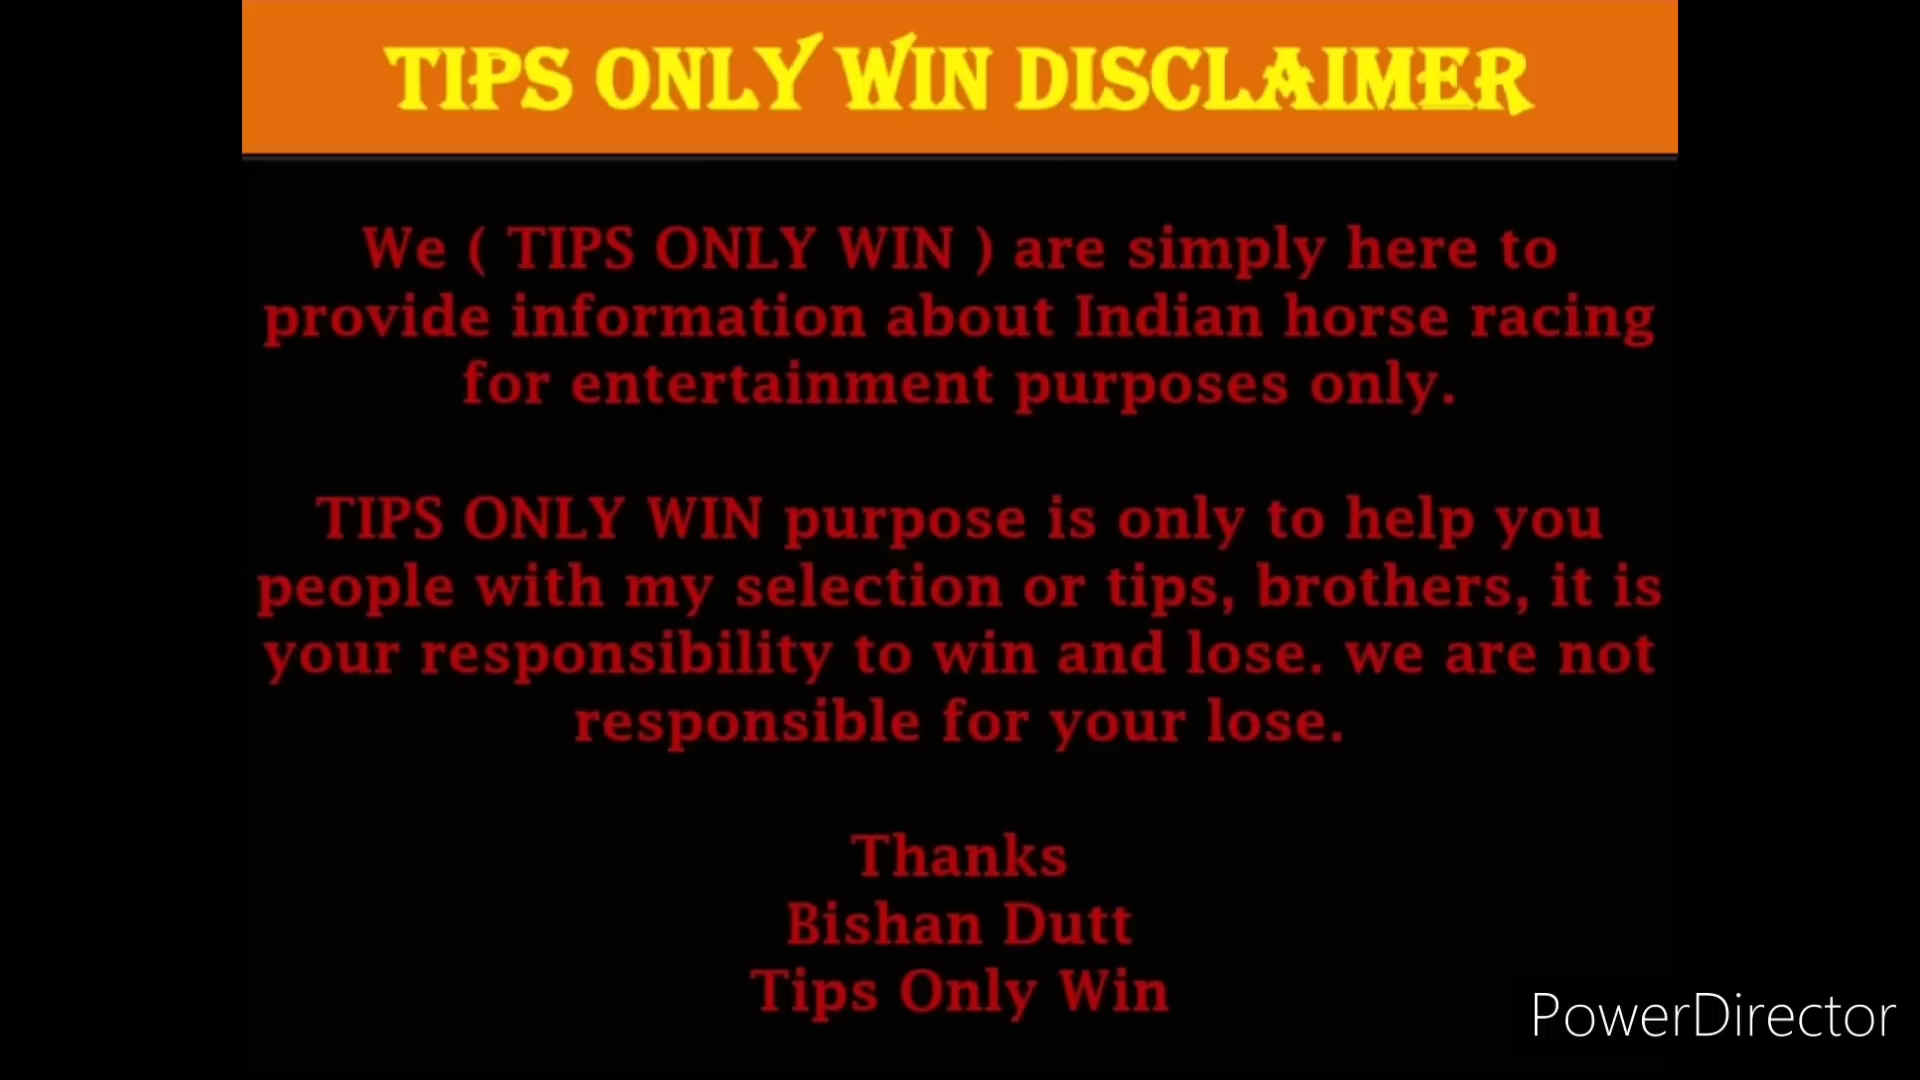 TIPS ONLY WIN DISCLAIMER
We ( TIPS ONLY WIN ) are simply here to
provide information about Indian horse racing
for entertainment purposes only.
TIPS ONLY WIN purpose is only to help you
people with my selection or tips, brothers, it is
your responsibility to win and lose. we are not
responsible for your lose.
Thanks
Bishan Dutt
Tips Only Win
PowerDirector